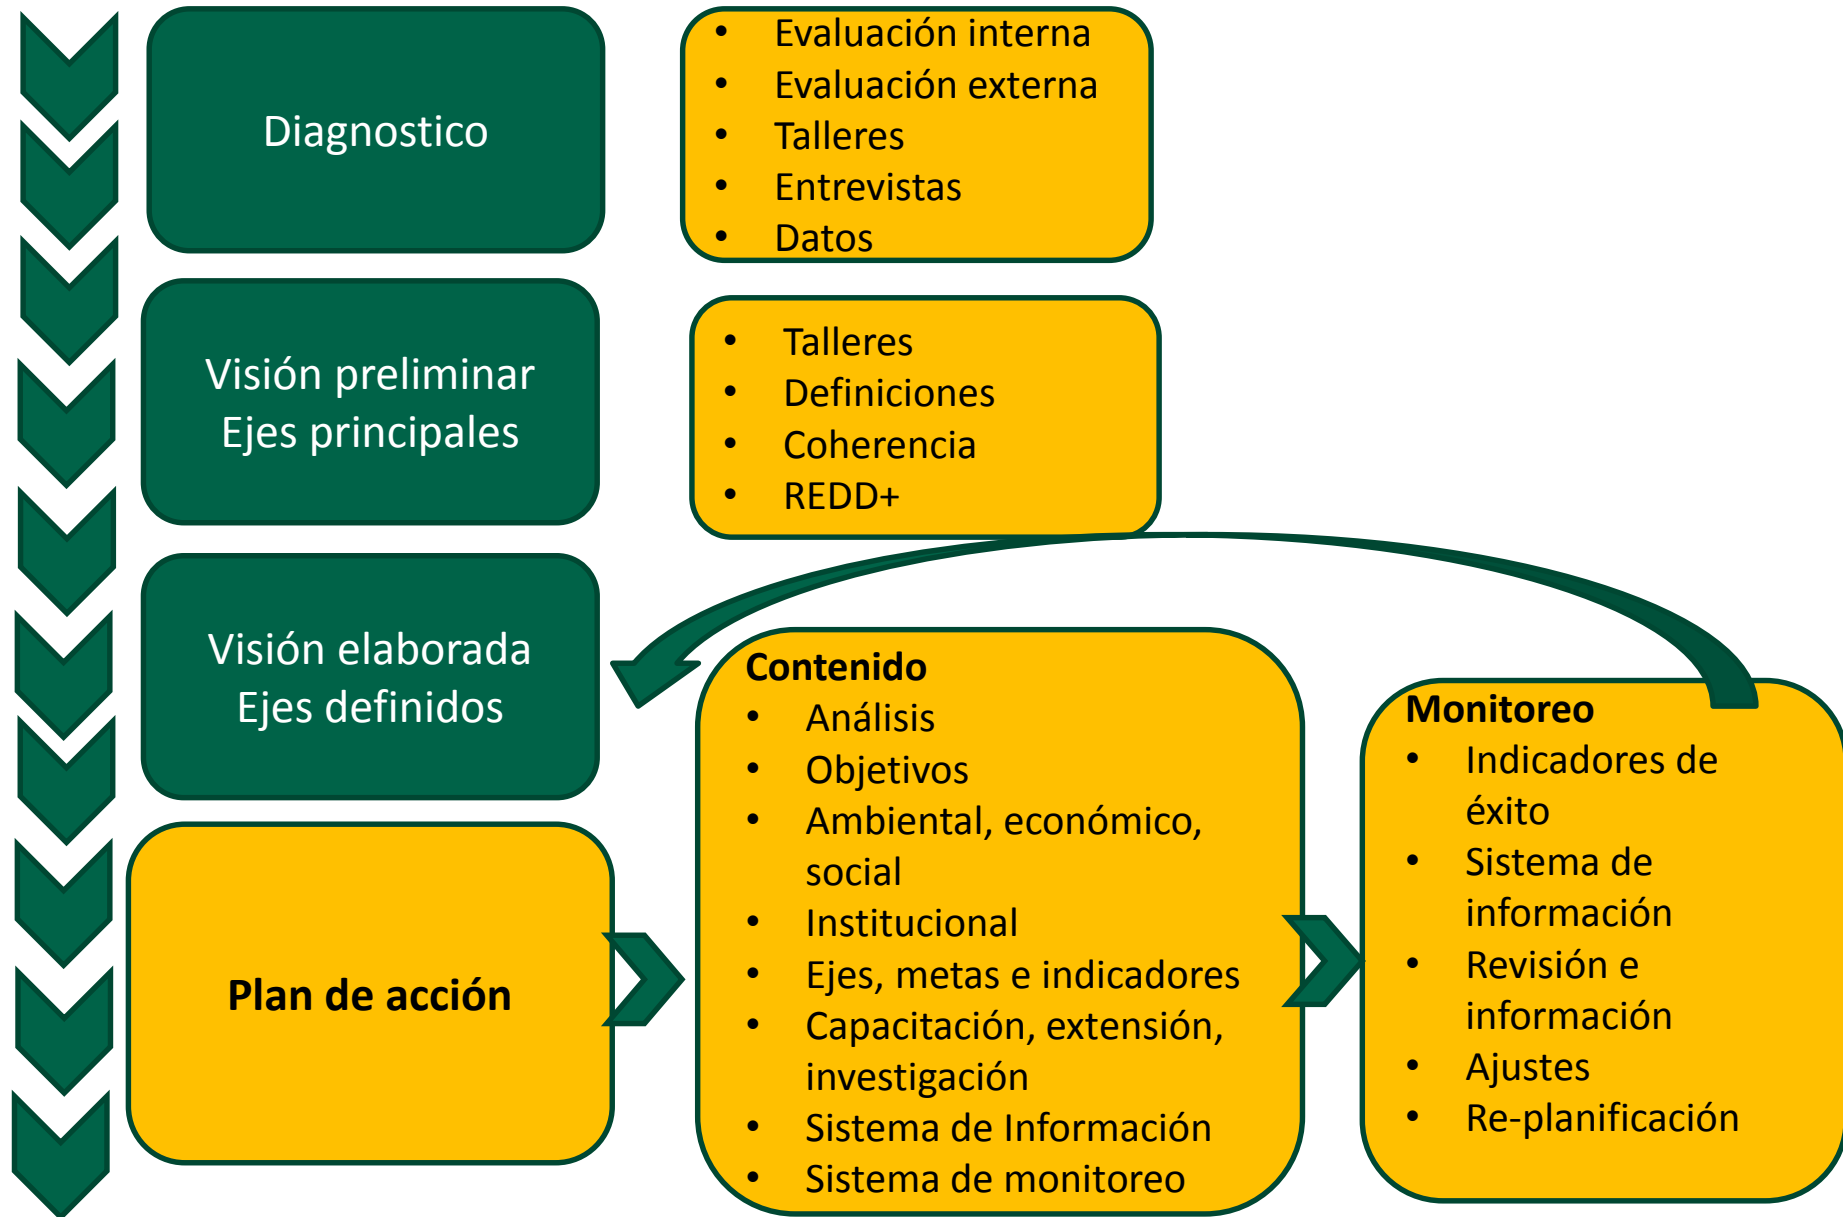 Diagnostico
• Evaluación interna
• Evaluación externa
• Talleres
• Entrevistas
• Datos
Visión preliminar
Ejes principales
• Talleres
• Definiciones
• Coherencia
• REDD+
Visión elaborada
Ejes definidos
Plan de acción
Contenido
• Análisis
• Objetivos
• Ambiental, económico,
social
• Institucional
• Ejes, metas e indicadores
• Capacitación, extensión,
investigación
• Sistema de Información
• Sistema de monitoreo
Monitoreo
• Indicadores de
éxito
• Sistema de
información
• Revisión e
información
• Ajustes
• Re-planificación